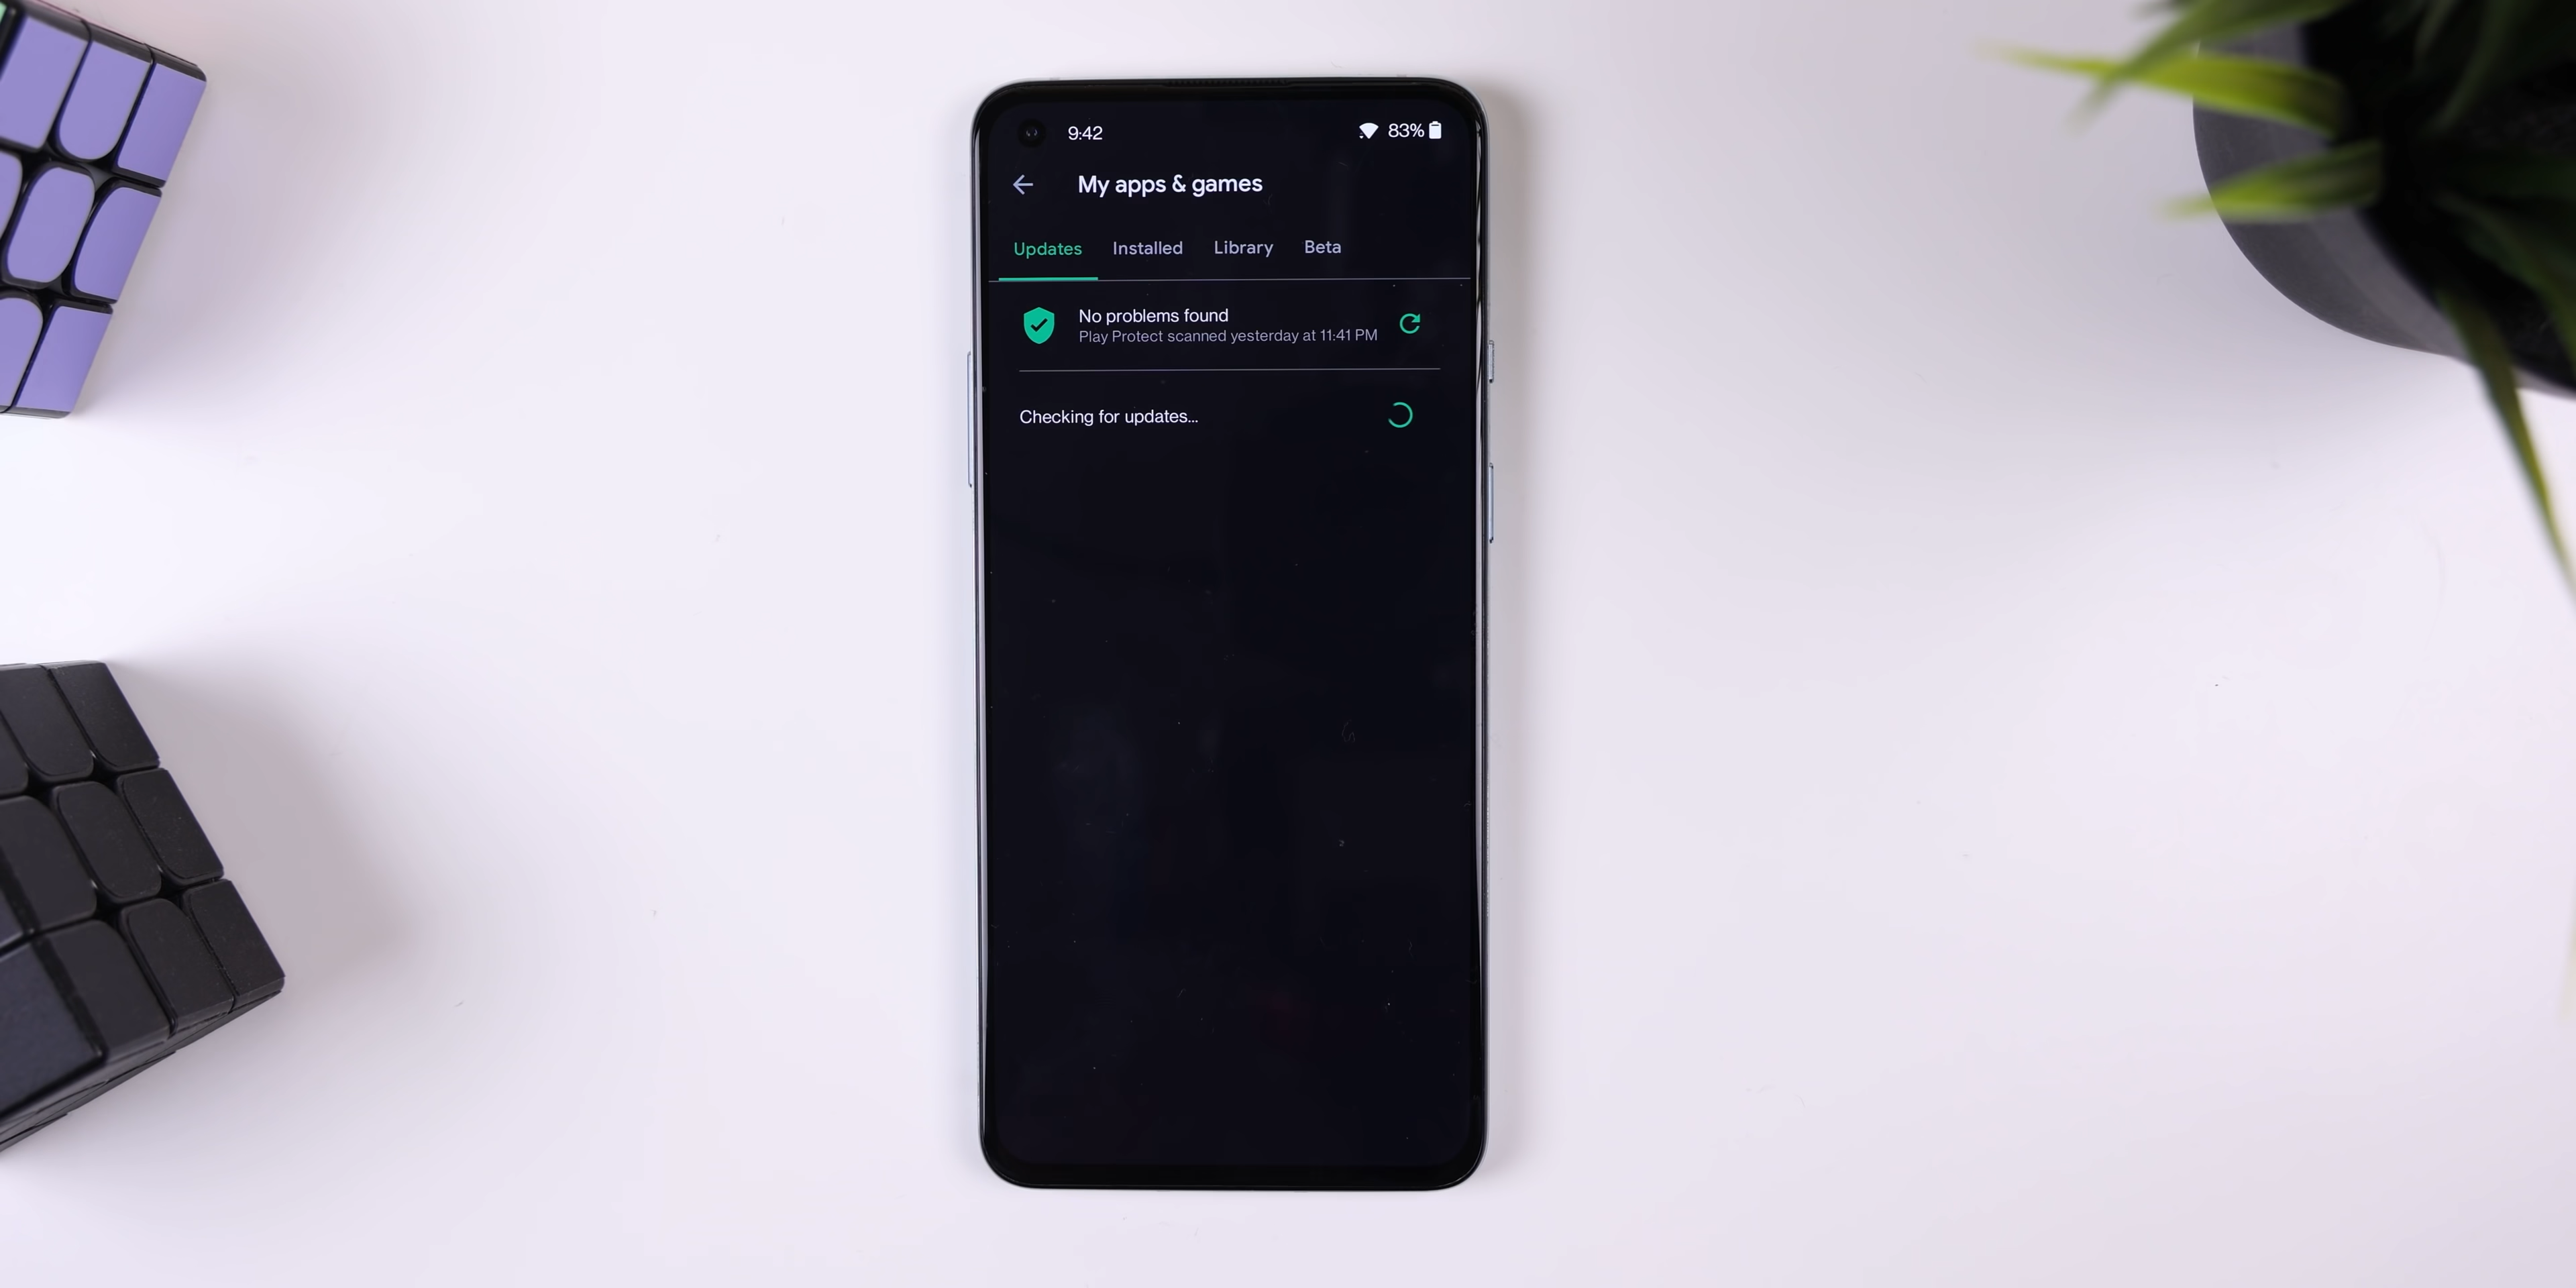 9:42 83%
My apps & games
Updates Installed Library Beta
No problems found
Play Protect scanned yesterday at 11:41 PM
Checking for updates...